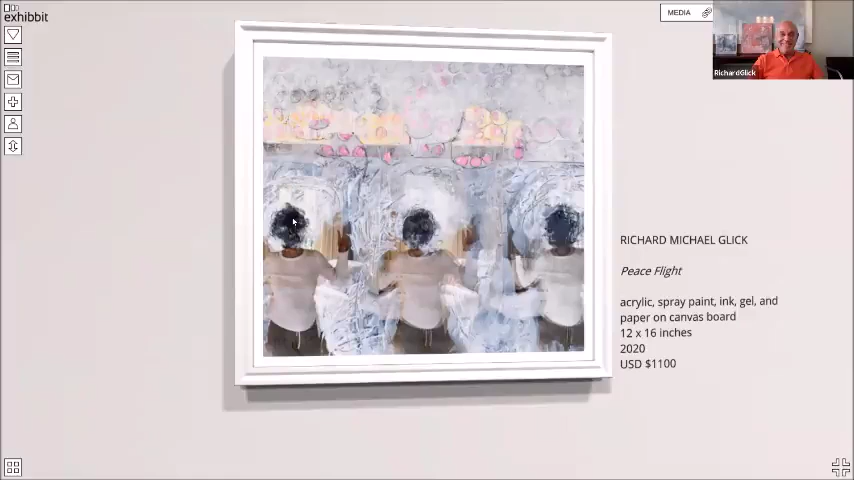 exhibbit
MEDIA
RichardGlick
RICHARD MICHAEL GLICK
Peace Flight
acrylic, spray paint, ink, gel, and
paper on canvas board
12 x 16 inches
2020
USD $1100